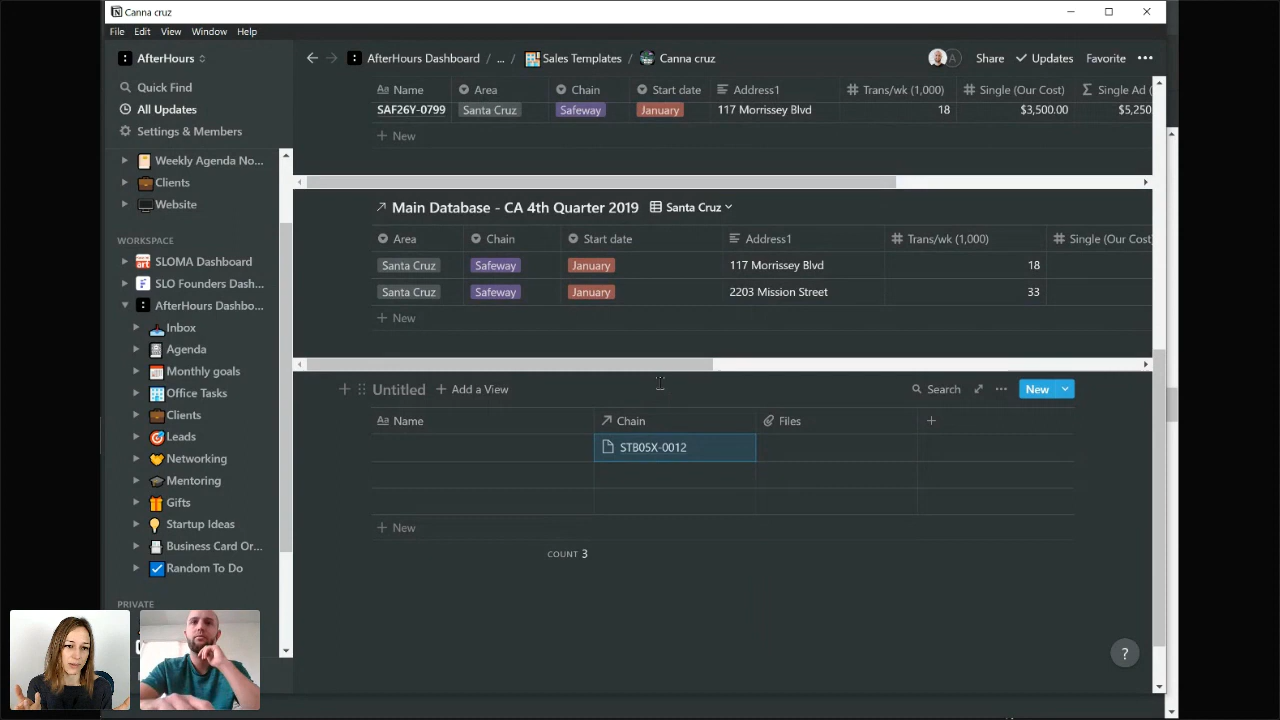 Canna cruz
File Edit View Window Help
AfterHours
AfterHours Dashboard / ... / Sales Templates / Canna cruz
Share Updates Favorite
Quick Find
All Updates
Settings & Members
Weekly Agenda No...
Clients
Website
WORKSPACE
SLOMA Dashboard
SLO Founders Dash...
AfterHours Dashbo...
Inbox
Agenda
Monthly goals
Office Tasks
Clients
Leads
Networking
Mentoring
Gifts
Startup Ideas
Business Card Or...
Random To Do
PRIVATE
Aa Name Area Chain Start date Address1 # Trans/wk (1,000) # Single (Our Cost) Σ Single Ad (
SAF26Y-0799 Santa Cruz Safeway January 117 Morrissey Blvd 18 $3,500.00 $5,250
+ New
Main Database - CA 4th Quarter 2019 Santa Cruz
Area Chain Start date Address1 # Trans/wk (1,000) # Single (Our Cost
Santa Cruz Safeway January 117 Morrissey Blvd 18
Santa Cruz Safeway January 2203 Mission Street 33
+ New
Untitled + Add a View Search ... New
Aa Name Chain Files +
STB05X-0012
+ New
COUNT 3
?